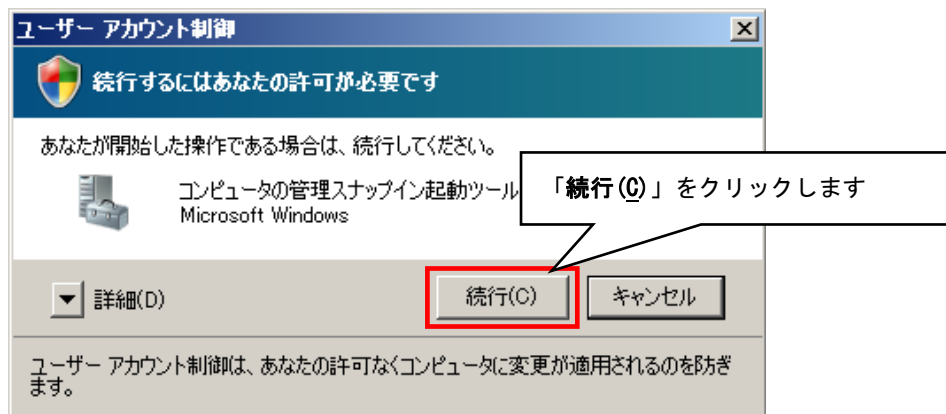 ユーザー アカウント制御
続行するにはあなたの許可が必要です
あなたが開始した操作である場合は、続行してください。
コンピュータの管理スナップイン起動ツール
Microsoft Windows
「続行(C)」をクリックします
詳細(D)
続行(C)
キャンセル
ユーザー アカウント制御は、あなたの許可なくコンピュータに変更が適用されるのを防ぎ
ます。